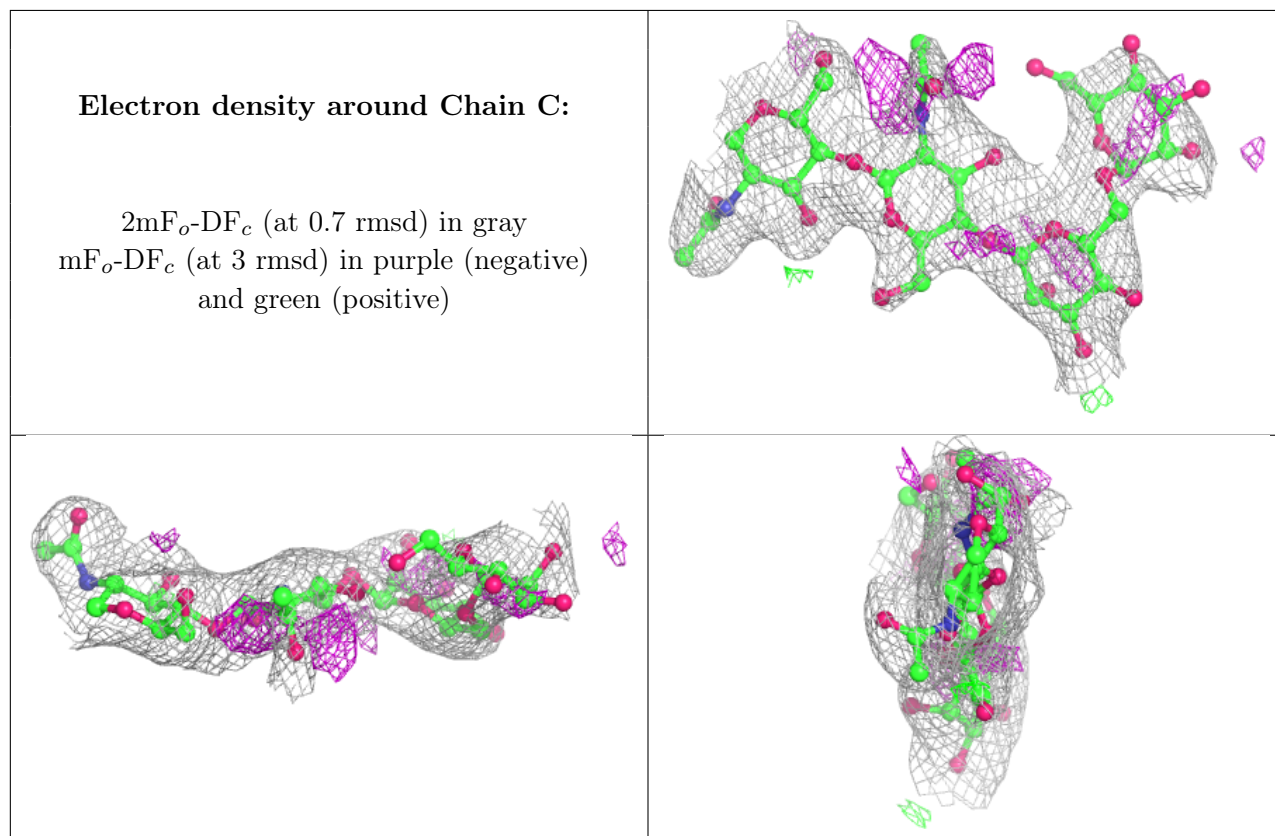 Electron density around Chain C:
2mFₒ-DF𝑐 (at 0.7 rmsd) in gray
mFₒ-DF𝑐 (at 3 rmsd) in purple (negative)
and green (positive)